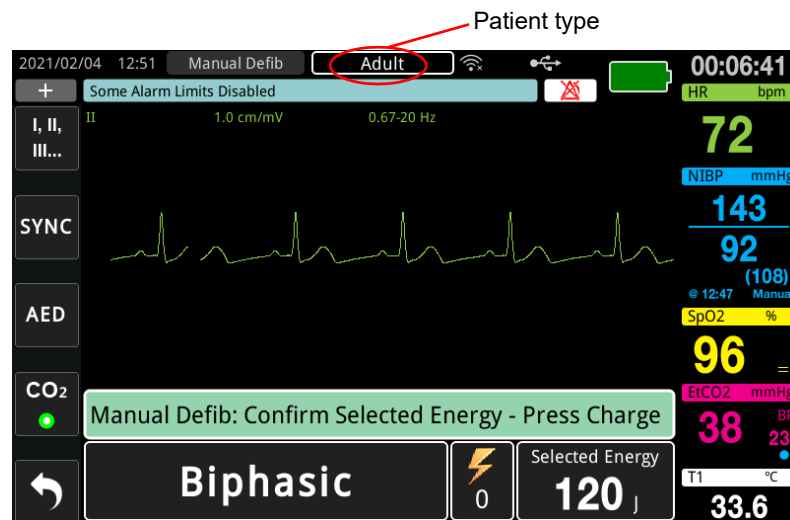 Patient type
2021/02/04 12:51 Manual Defib Adult 00:06:41
+ Some Alarm Limits Disabled
HR bpm
72
I, II,
III...
II 1.0 cm/mV 0.67-20 Hz
NIBP mmHg
143
92
(108)
@ 12:47 Manua
SYNC
AED
SpO2 %
96
CO2
EtCO2 mmHg
38
23
Manual Defib: Confirm Selected Energy - Press Charge
Biphasic
0
Selected Energy
120 J
T1 °C
33.6